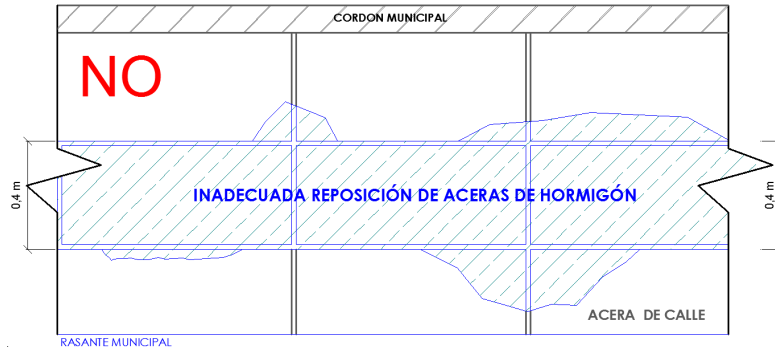 CORDON MUNICIPAL
NO
0,4 m
INADECUADA REPOSICIÓN DE ACERAS DE HORMIGÓN
0,4 m
ACERA DE CALLE
RASANTE MUNICIPAL